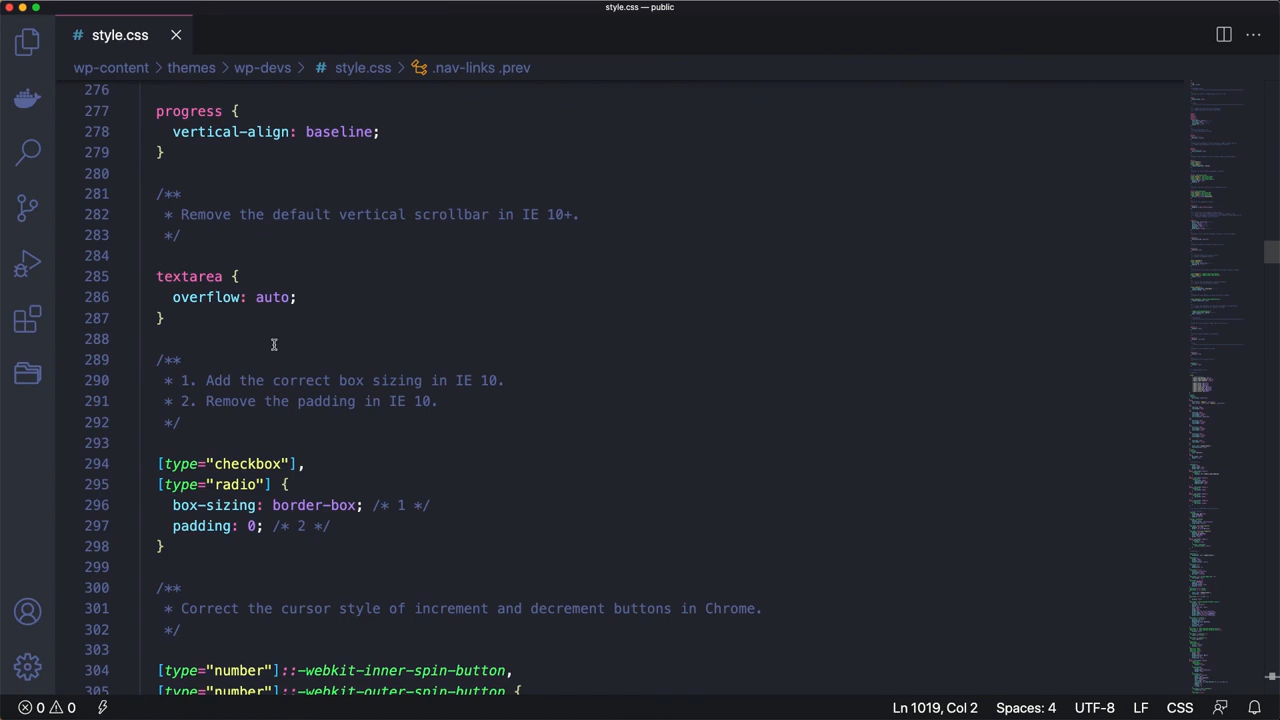 style.css — public
# style.css
wp-content > themes > wp-devs > # style.css > .nav-links .prev
276
277 progress {
278 vertical-align: baseline;
279 }
280
281 /**
282 * Remove the default vertical scrollbar in IE 10+.
283 */
284
285 textarea {
286 overflow: auto;
287 }
288
289 /**
290 * 1. Add the correct box sizing in IE 10.
291 * 2. Remove the padding in IE 10.
292 */
293
294 [type="checkbox"],
295 [type="radio"] {
296 box-sizing: border-box; /* 1 */
297 padding: 0; /* 2 */
298 }
299
300 /**
301 * Correct the cursor style of increment and decrement buttons in Chrome.
302 */
303
304 [type="number"]::-webkit-inner-spin-button,
305 [type="number"]::-webkit-outer-spin-button {
0 0 Ln 1019, Col 2 Spaces: 4 UTF-8 LF CSS